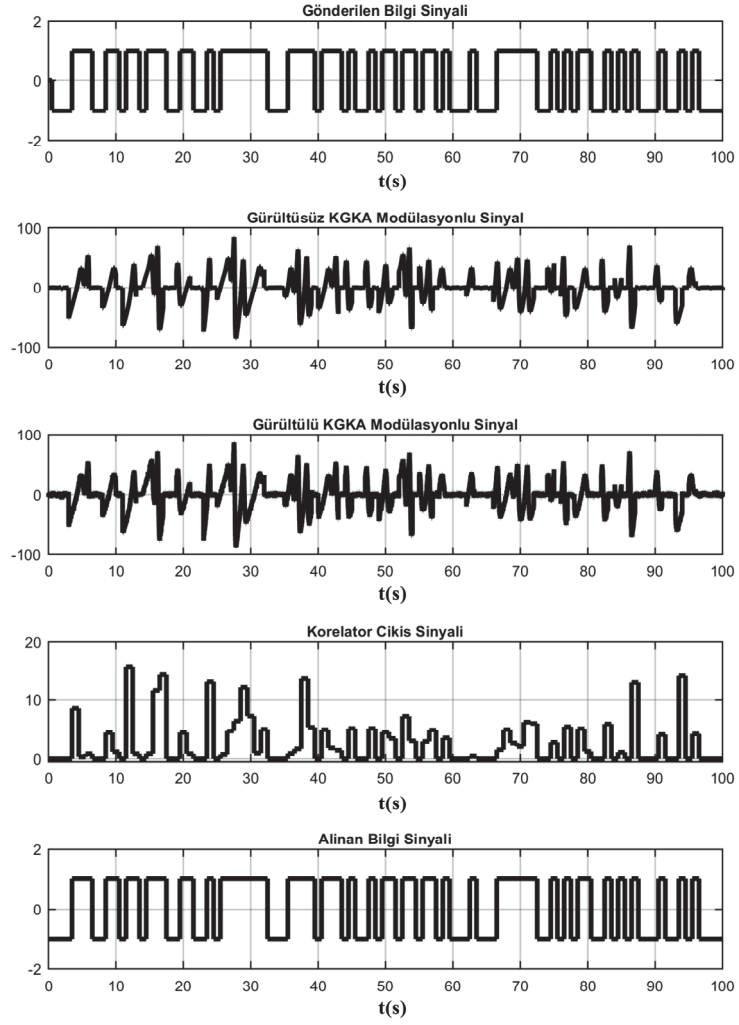 Gönderilen Bilgi Sinyali
2
0
-2
0 10 20 30 40 50 60 70 80 90 100
t(s)
Gürültüsüz KGKA Modülasyonlu Sinyal
100
0
-100
0 10 20 30 40 50 60 70 80 90 100
t(s)
Gürültülü KGKA Modülasyonlu Sinyal
100
0
-100
0 10 20 30 40 50 60 70 80 90 100
t(s)
Korelator Cikis Sinyali
20
10
0
0 10 20 30 40 50 60 70 80 90 100
t(s)
Alinan Bilgi Sinyali
2
0
-2
0 10 20 30 40 50 60 70 80 90 100
t(s)